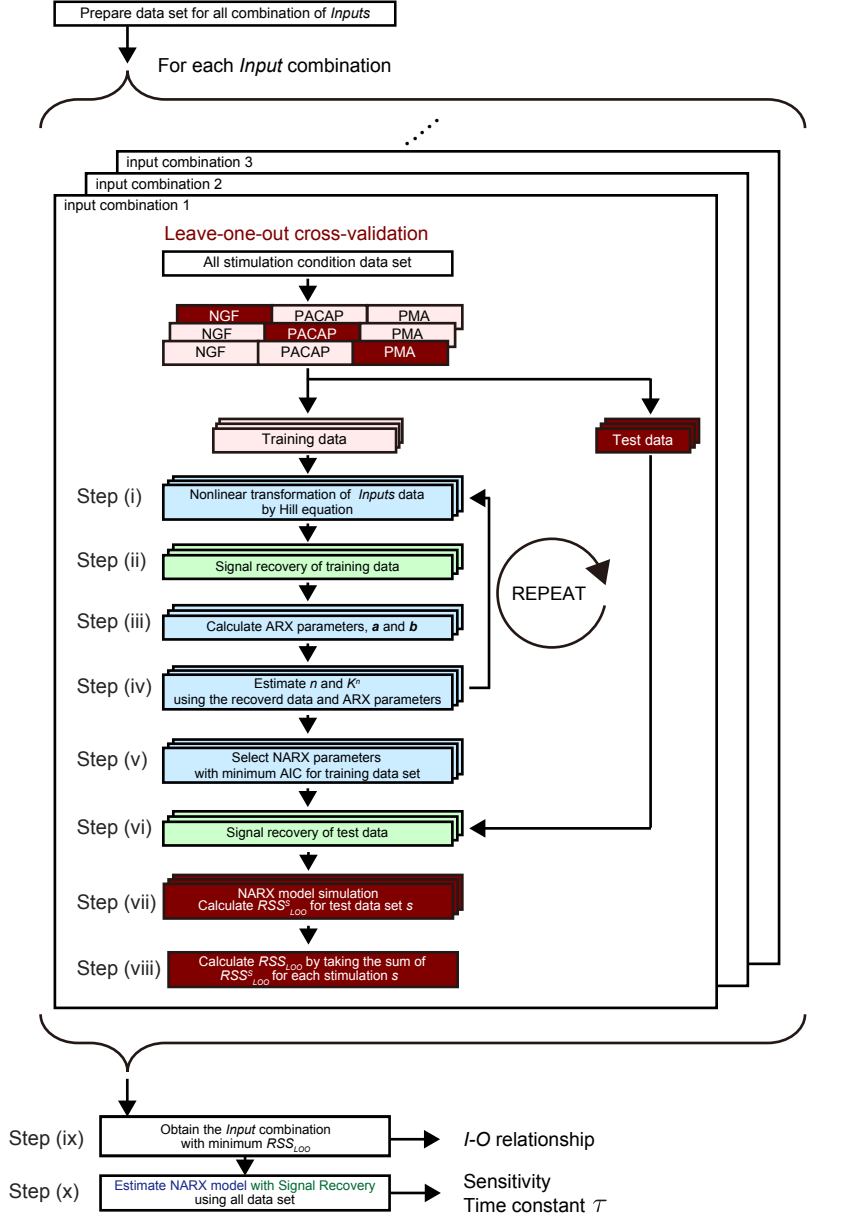 Prepare data set for all combination of Inputs
For each Input combination
input combination 3
input combination 2
input combination 1
Leave-one-out cross-validation
All stimulation condition data set
NGF PACAP PMA
NGF PACAP PMA
NGF PACAP PMA
Training data
Test data
Step (i)
Nonlinear transformation of Inputs data
by Hill equation
Step (ii)
Signal recovery of training data
REPEAT
Step (iii)
Calculate ARX parameters, a and b
Step (iv)
Estimate n and Kⁿ
using the recoverd data and ARX parameters
Step (v)
Select NARX parameters
with minimum AIC for training data set
Step (vi)
Signal recovery of test data
Step (vii)
NARX model simulation
Calculate RSS^S_LOO for test data set s
Step (viii)
Calculate RSS_LOO by taking the sum of
RSS^S_LOO for each stimulation s
Step (ix)
Obtain the Input combination
with minimum RSS_LOO
I-O relationship
Step (x)
Estimate NARX model with Signal Recovery
using all data set
Sensitivity
Time constant τ